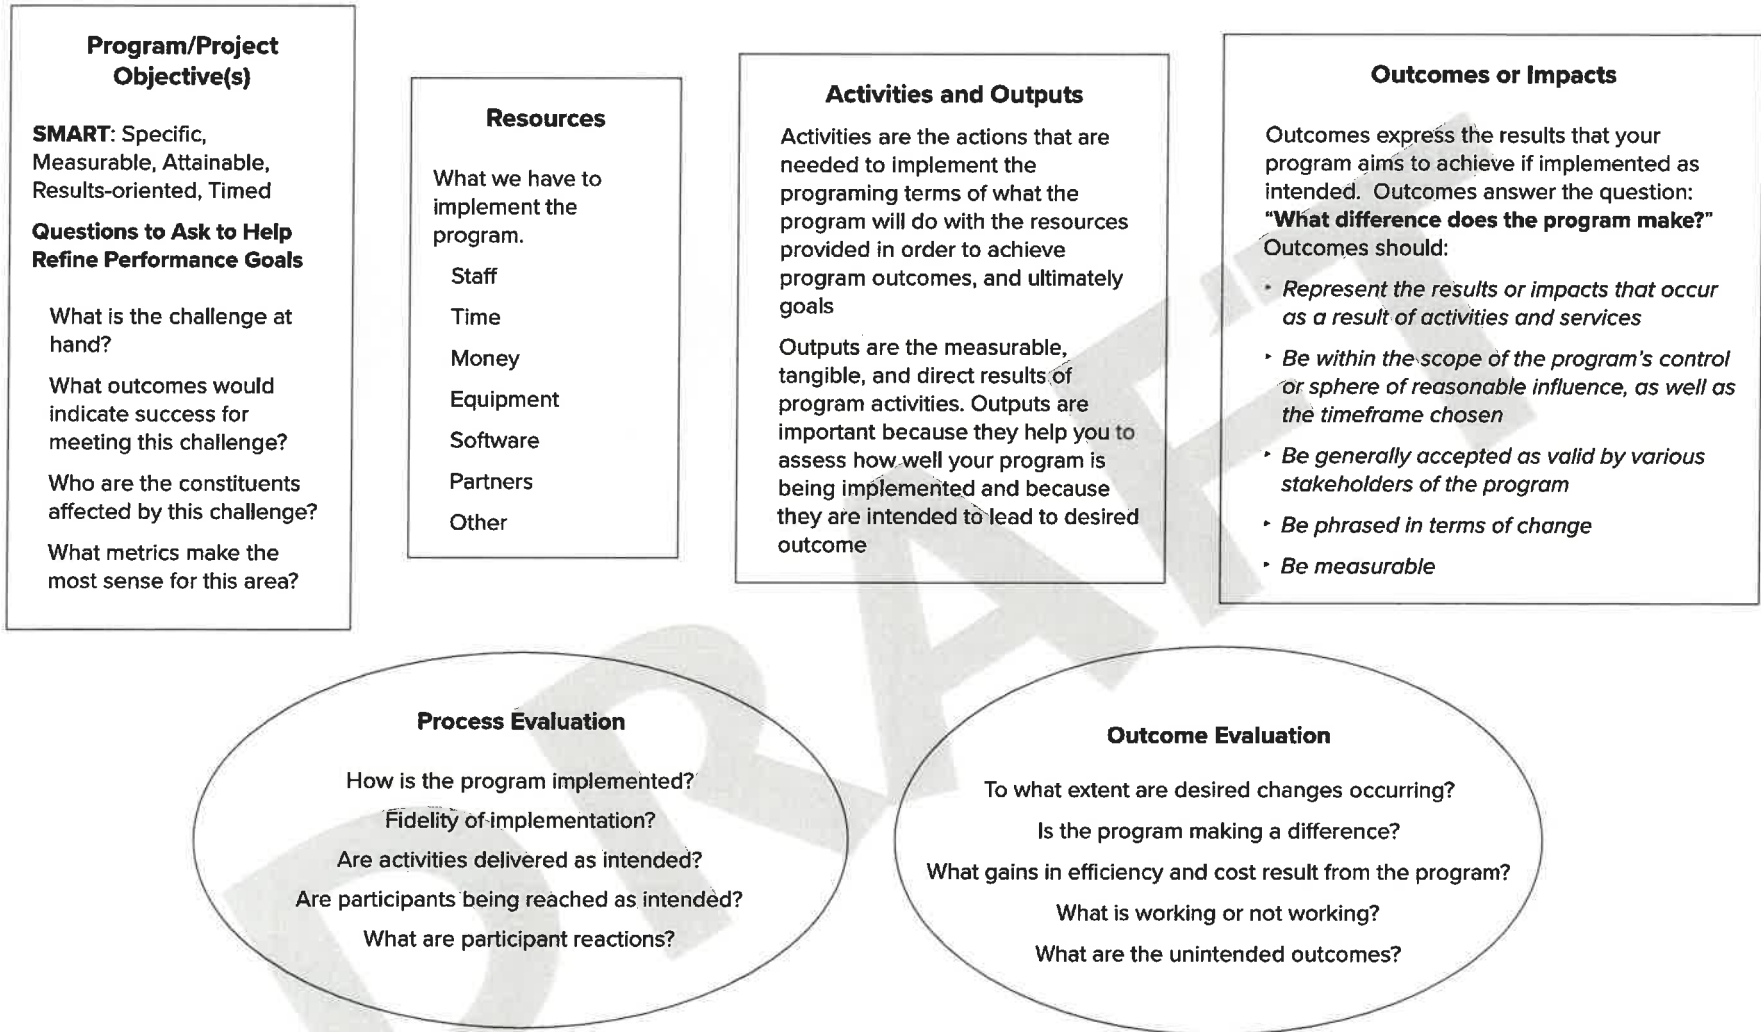 Program/Project
Objective(s)
SMART: Specific,
Measurable, Attainable,
Results-oriented, Timed
Questions to Ask to Help
Refine Performance Goals
What is the challenge at
hand?
What outcomes would
indicate success for
meeting this challenge?
Who are the constituents
affected by this challenge?
What metrics make the
most sense for this area?
Resources
What we have to
implement the
program.
Staff
Time
Money
Equipment
Software
Partners
Other
Activities and Outputs
Activities are the actions that are
needed to implement the
programing terms of what the
program will do with the resources
provided in order to achieve
program outcomes, and ultimately
goals
Outputs are the measurable,
tangible, and direct results of
program activities. Outputs are
important because they help you to
assess how well your program is
being implemented and because
they are intended to lead to desired
outcome
Outcomes or Impacts
Outcomes express the results that your
program aims to achieve if implemented as
intended. Outcomes answer the question:
"What difference does the program make?"
Outcomes should:
‣ Represent the results or impacts that occur
as a result of activities and services
‣ Be within the scope of the program's control
or sphere of reasonable influence, as well as
the timeframe chosen
‣ Be generally accepted as valid by various
stakeholders of the program
‣ Be phrased in terms of change
‣ Be measurable
Process Evaluation
How is the program implemented?
Fidelity of implementation?
Are activities delivered as intended?
Are participants being reached as intended?
What are participant reactions?
Outcome Evaluation
To what extent are desired changes occurring?
Is the program making a difference?
What gains in efficiency and cost result from the program?
What is working or not working?
What are the unintended outcomes?
DRAFT